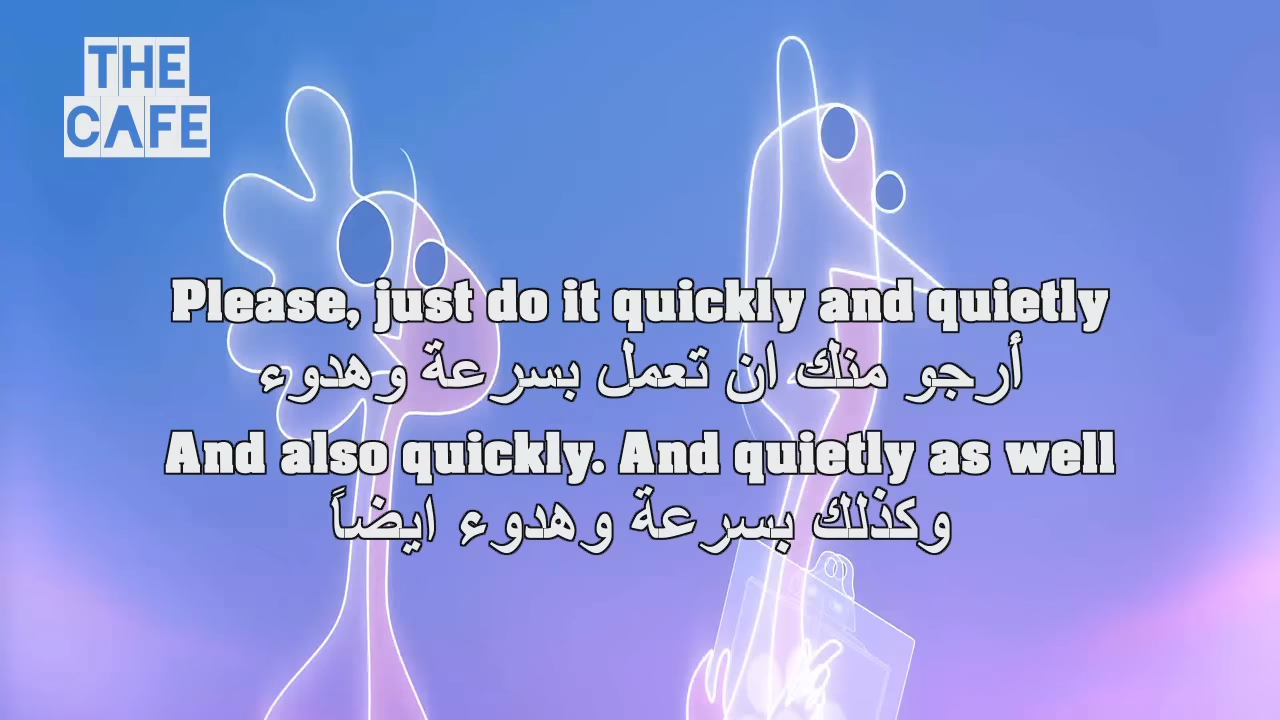 THE
CAFE
Please, just do it quickly and quietly
أرجو منك ان تعمل بسرعة وهدوء
And also quickly. And quietly as well
وكذلك بسرعة وهدوء ايضاً